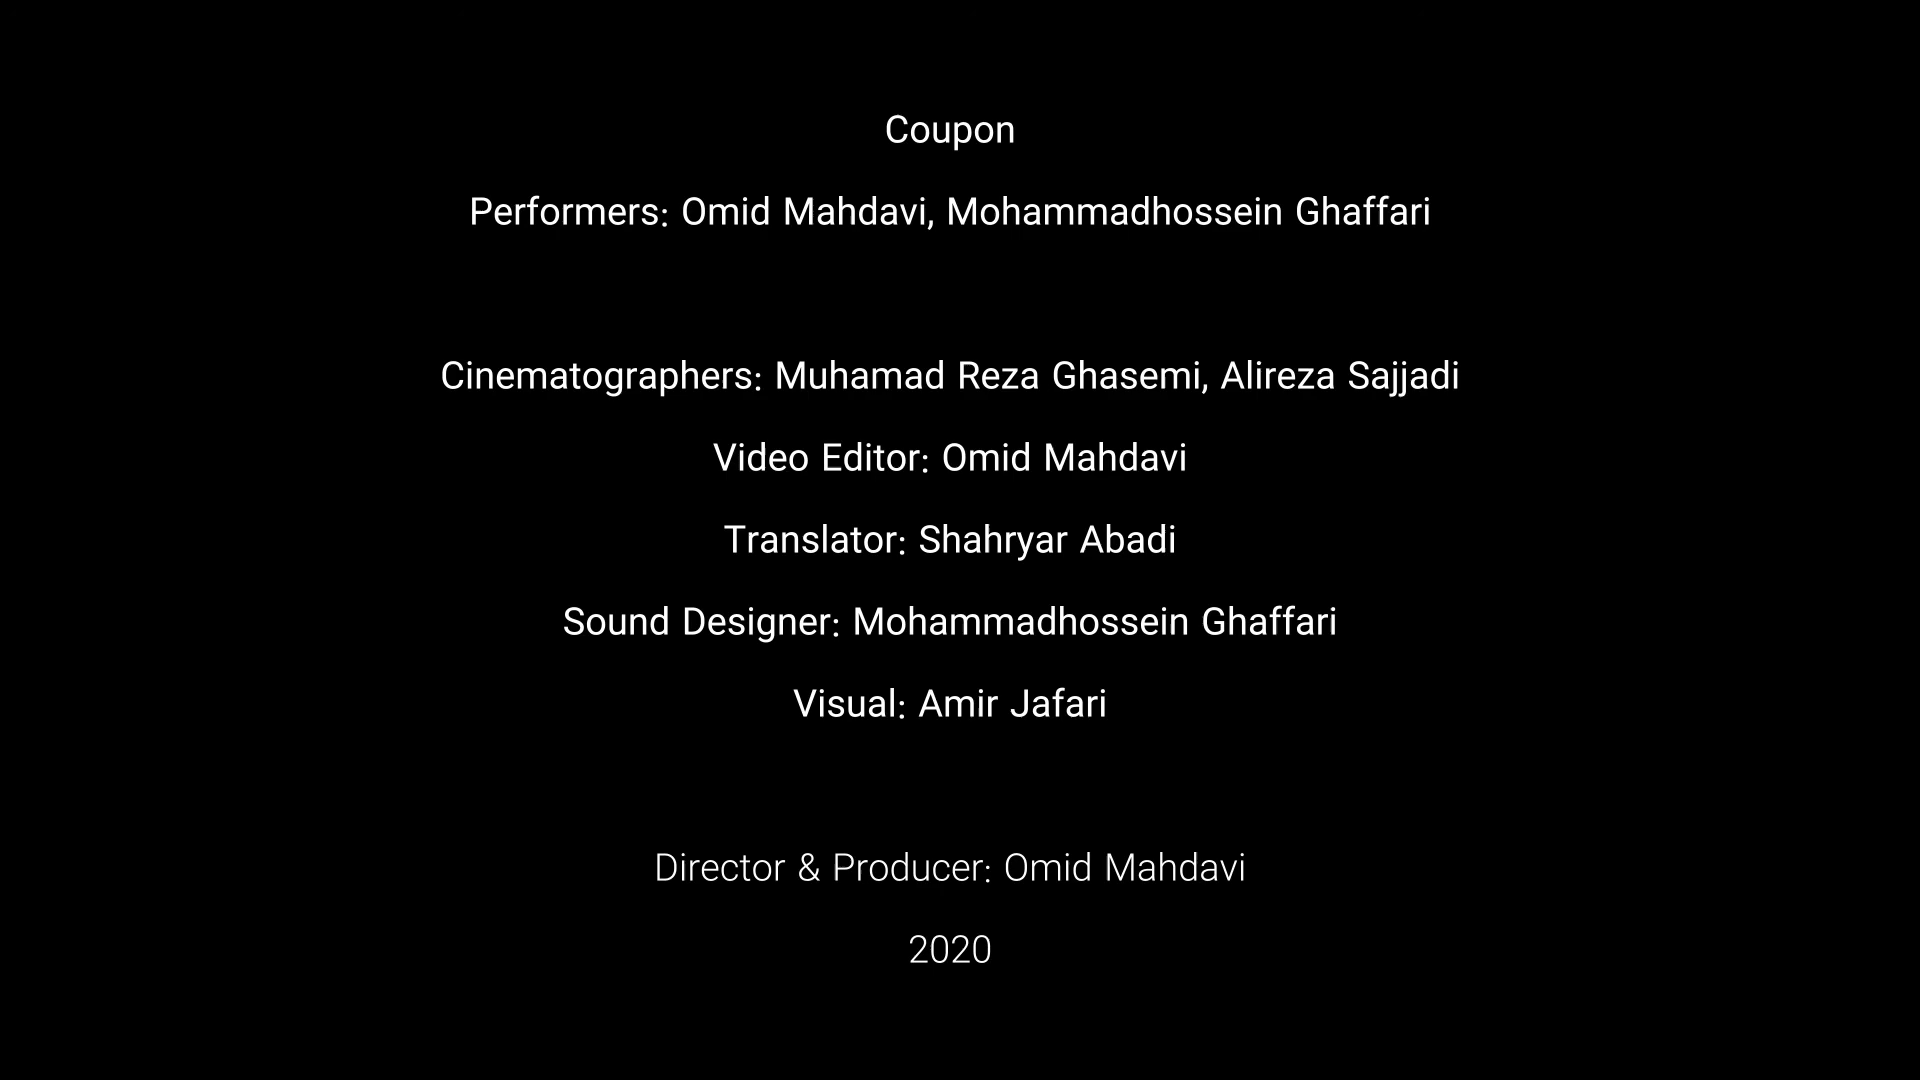 Coupon
Performers: Omid Mahdavi, Mohammadhossein Ghaffari
Cinematographers: Muhamad Reza Ghasemi, Alireza Sajjadi
Video Editor: Omid Mahdavi
Translator: Shahryar Abadi
Sound Designer: Mohammadhossein Ghaffari
Visual: Amir Jafari
Director & Producer: Omid Mahdavi
2020